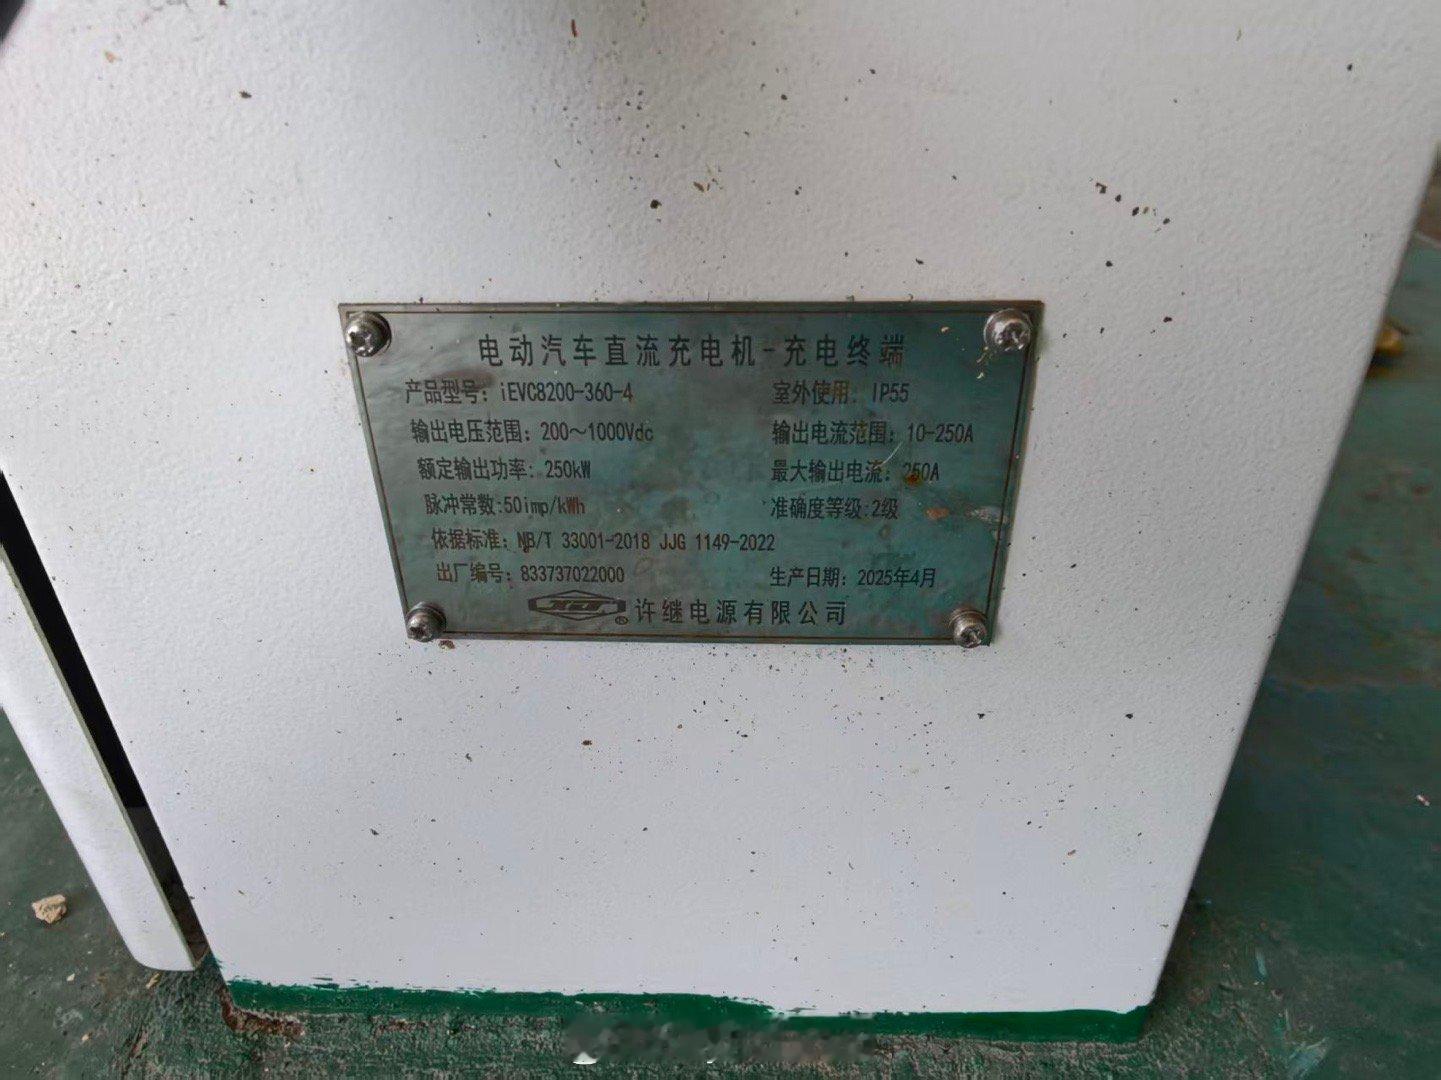 电动汽车直流充电机-充电终端
产品型号：iEVC8200-360-4 室外使用：IP55
输出电压范围：200～1000Vdc 输出电流范围：10-250A
额定输出功率：250kW 最大输出电流：250A
脉冲常数:50imp/kWh 准确度等级:2级
依据标准：NB/T 33001-2018 JJG 1149-2022
出厂编号：833737022000 生产日期：2025年4月
®许继电源有限公司